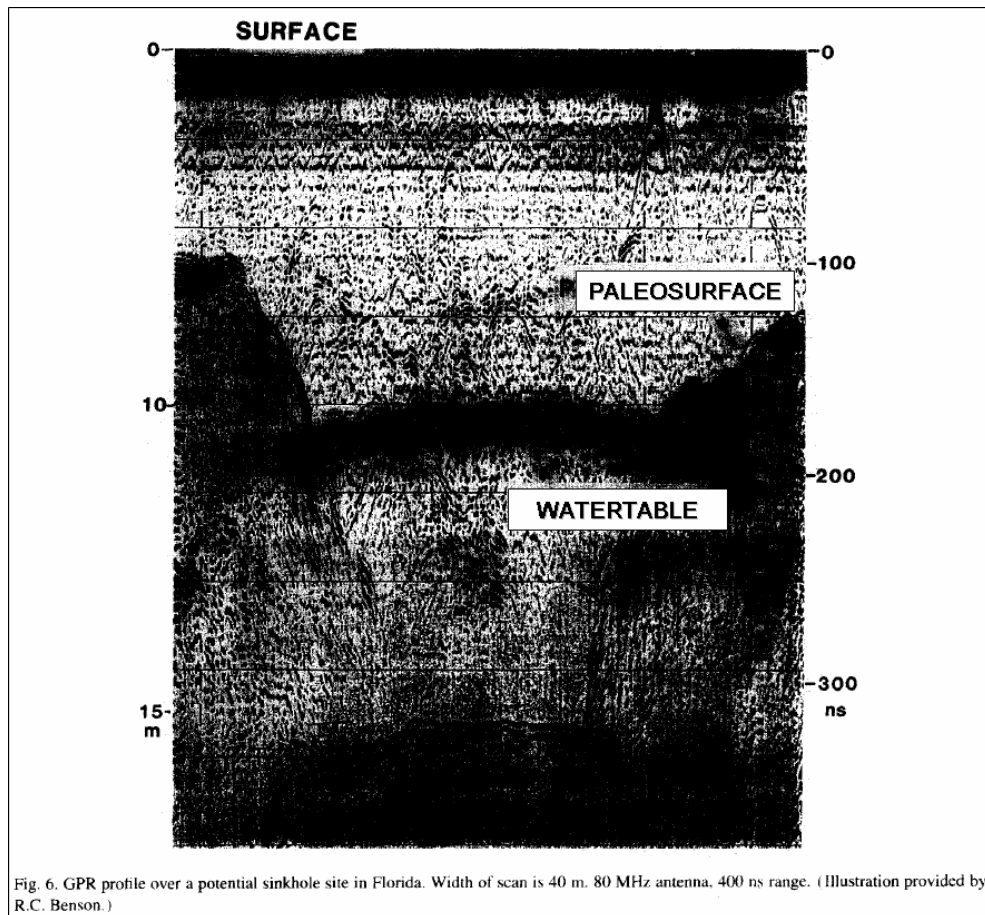 SURFACE
0 0
100
PALEOSURFACE
10
200
WATERTABLE
300
15 ns
m
Fig. 6. GPR profile over a potential sinkhole site in Florida. Width of scan is 40 m. 80 MHz antenna, 400 ns range. (Illustration provided by
R.C. Benson.)